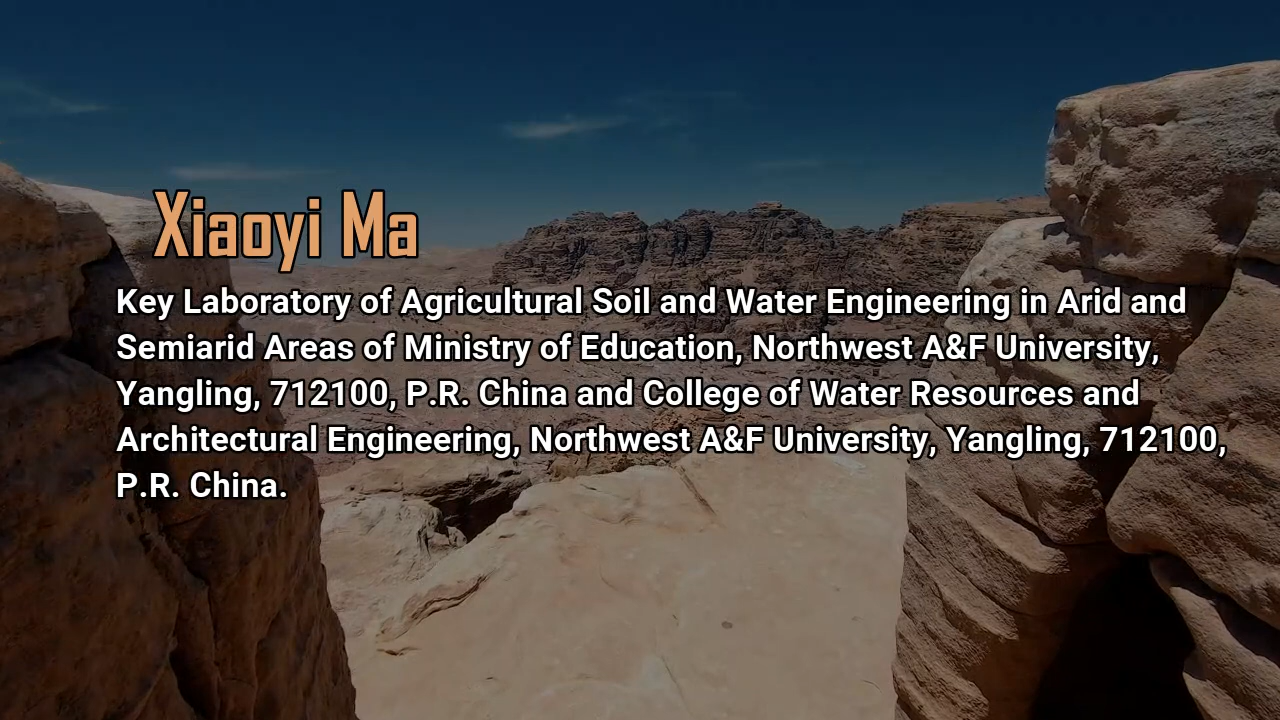 Xiaoyi Ma
Key Laboratory of Agricultural Soil and Water Engineering in Arid and
Semiarid Areas of Ministry of Education, Northwest A&F University,
Yangling, 712100, P.R. China and College of Water Resources and
Architectural Engineering, Northwest A&F University, Yangling, 712100,
P.R. China.